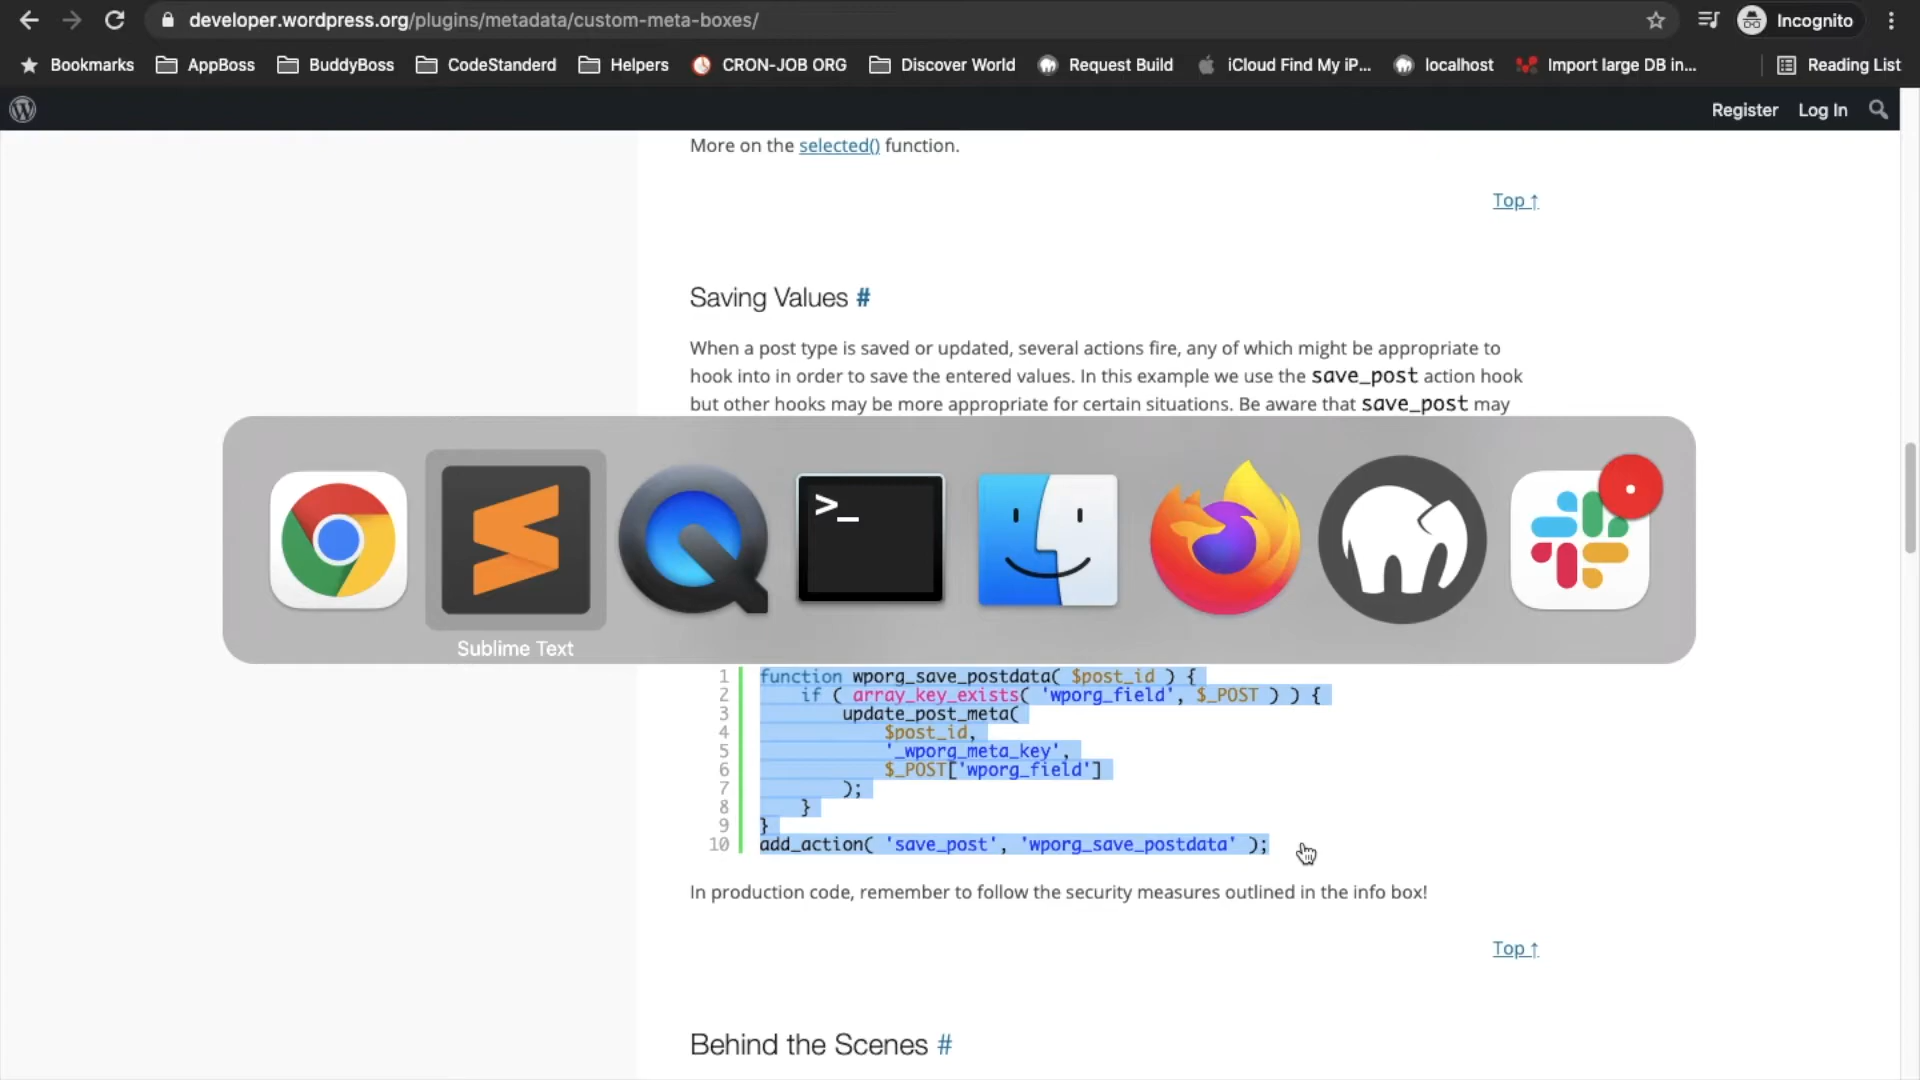 developer.wordpress.org/plugins/metadata/custom-meta-boxes/
Incognito
Bookmarks AppBoss BuddyBoss CodeStanderd Helpers CRON-JOB ORG Discover World Request Build iCloud Find My iP... localhost Import large DB in... Reading List
Register Log In
More on the selected() function.
Top ↑
Saving Values #
When a post type is saved or updated, several actions fire, any of which might be appropriate to
hook into in order to save the entered values. In this example we use the save_post action hook
but other hooks may be more appropriate for certain situations. Be aware that save_post may
>_
Sublime Text
1 function wporg_save_postdata( $post_id ) {
2 if ( array_key_exists( 'wporg_field', $_POST ) ) {
3 update_post_meta(
4 $post_id,
5 '_wporg_meta_key',
6 $_POST['wporg_field']
7 );
8 }
9 }
10 add_action( 'save_post', 'wporg_save_postdata' );
In production code, remember to follow the security measures outlined in the info box!
Top ↑
Behind the Scenes #